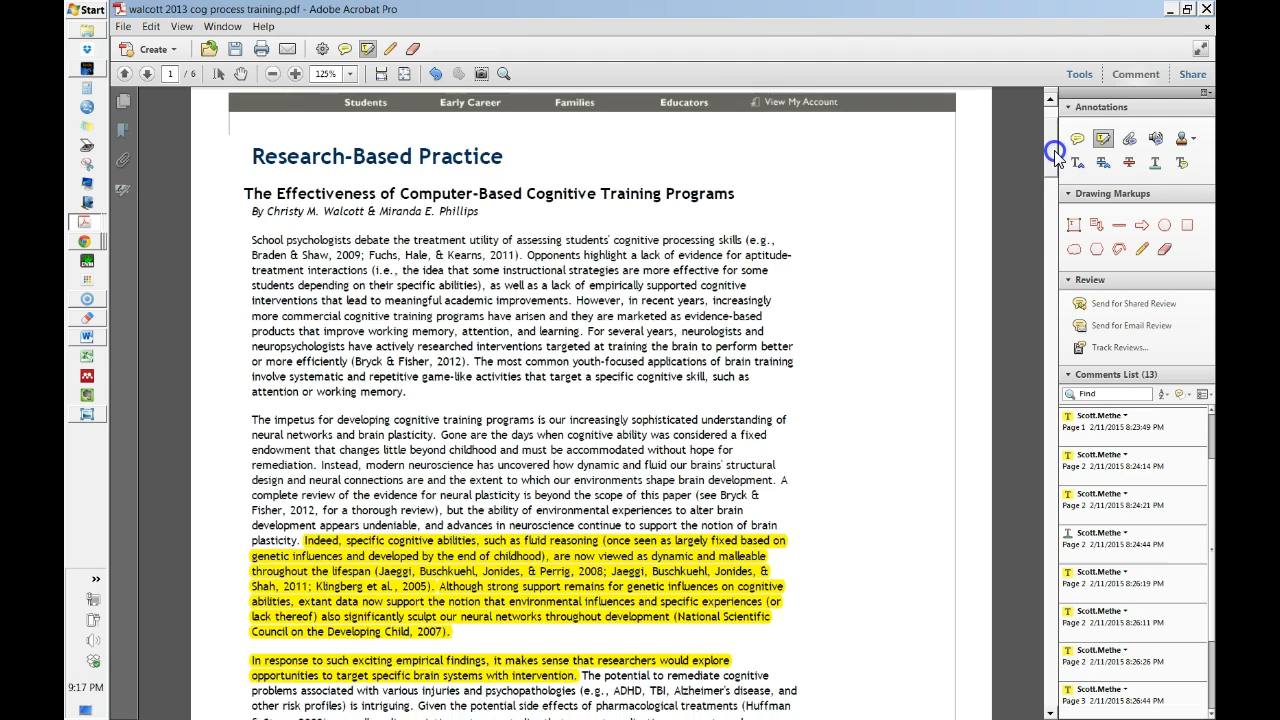 Start
walcott 2013 cog process training.pdf - Adobe Acrobat Pro
File Edit View Window Help
Create
1 / 6 125% Tools Comment Share
Students Early Career Families Educators View My Account
Research-Based Practice
The Effectiveness of Computer-Based Cognitive Training Programs
By Christy M. Walcott & Miranda E. Phillips
School psychologists debate the treatment utility of assessing students' cognitive processing skills (e.g.,
Braden & Shaw, 2009; Fuchs, Hale, & Kearns, 2011). Opponents highlight a lack of evidence for aptitude-
treatment interactions (i.e., the idea that some instructional strategies are more effective for some
students depending on their specific abilities), as well as a lack of empirically supported cognitive
interventions that lead to meaningful academic improvements. However, in recent years, increasingly
more commercial cognitive training programs have arisen and they are marketed as evidence-based
products that improve working memory, attention, and learning. For several years, neurologists and
neuropsychologists have actively researched interventions targeted at training the brain to perform better
or more efficiently (Bryck & Fisher, 2012). The most common youth-focused applications of brain training
involve systematic and repetitive game-like activities that target a specific cognitive skill, such as
attention or working memory.
The impetus for developing cognitive training programs is our increasingly sophisticated understanding of
neural networks and brain plasticity. Gone are the days when cognitive ability was considered a fixed
endowment that changes little beyond childhood and must be accommodated without hope for
remediation. Instead, modern neuroscience has uncovered how dynamic and fluid our brains' structural
design and neural connections are and the extent to which our environments shape brain development. A
complete review of the evidence for neural plasticity is beyond the scope of this paper (see Bryck &
Fisher, 2012, for a thorough review), but the ability of environmental experiences to alter brain
development appears undeniable, and advances in neuroscience continue to support the notion of brain
plasticity. Indeed, specific cognitive abilities, such as fluid reasoning (once seen as largely fixed based on
genetic influences and developed by the end of childhood), are now viewed as dynamic and malleable
throughout the lifespan (Jaeggi, Buschkuehl, Jonides, & Perrig, 2008; Jaeggi, Buschkuehl, Jonides, &
Shah, 2011; Klingberg et al., 2005). Although strong support remains for genetic influences on cognitive
abilities, extant data now support the notion that environmental influences and specific experiences (or
lack thereof) also significantly sculpt our neural networks throughout development (National Scientific
Council on the Developing Child, 2007).
In response to such exciting empirical findings, it makes sense that researchers would explore
opportunities to target specific brain systems with intervention. The potential to remediate cognitive
problems associated with various injuries and psychopathologies (e.g., ADHD, TBI, Alzheimer's disease, and
other risk profiles) is intriguing. Given the potential side effects of pharmacological treatments (Huffman
Annotations
Drawing Markups
Review
Send for Shared Review
Send for Email Review
Track Reviews...
Comments List (13)
Find
Scott.Methe
Page 1 2/11/2015 8:23:49 PM
Scott.Methe
Page 2 2/11/2015 8:24:14 PM
Scott.Methe
Page 2 2/11/2015 8:24:21 PM
Scott.Methe
Page 2 2/11/2015 8:24:44 PM
Scott.Methe
Page 2 2/11/2015 8:26:19 PM
Scott.Methe
Page 2 2/11/2015 8:26:11 PM
Scott.Methe
Page 2 2/11/2015 8:26:26 PM
Scott.Methe
Page 3 2/11/2015 8:26:44 PM
9:17 PM